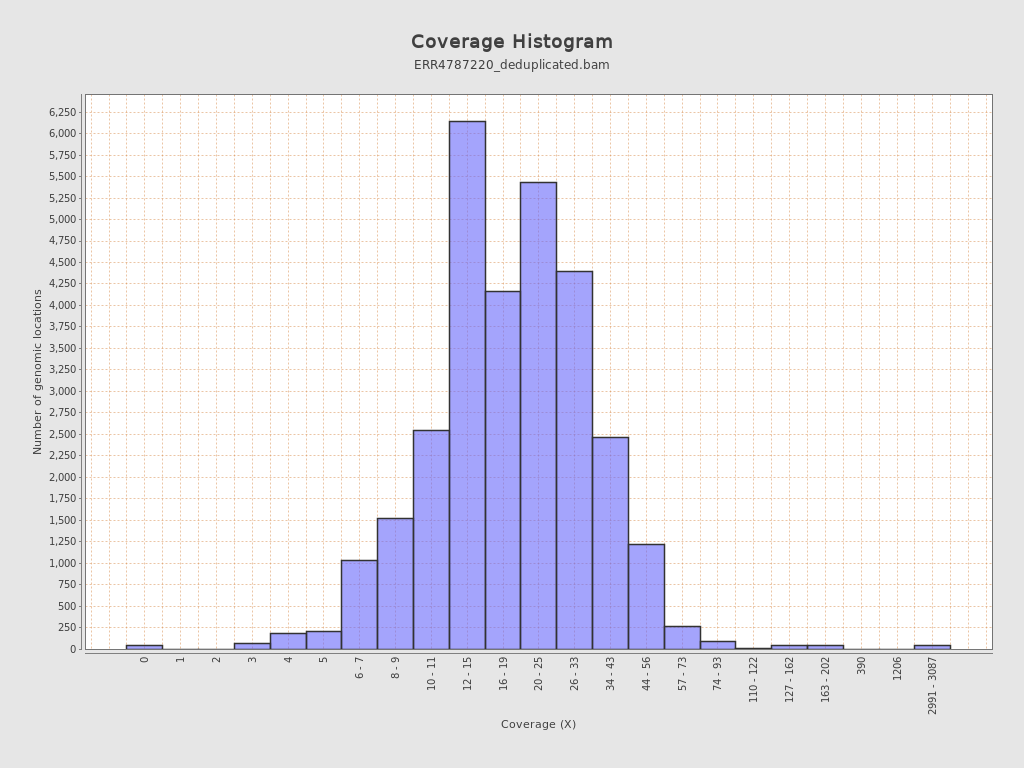 Coverage Histogram
ERR4787220_deduplicated.bam
Number of genomic locations
6,250
6,000
5,750
5,500
5,250
5,000
4,750
4,500
4,250
4,000
3,750
3,500
3,250
3,000
2,750
2,500
2,250
2,000
1,750
1,500
1,250
1,000
750
500
250
0
0
1
2
3
4
5
6 - 7
8 - 9
10 - 11
12 - 15
16 - 19
20 - 25
26 - 33
34 - 43
44 - 56
57 - 73
74 - 93
110 - 122
127 - 162
163 - 202
390
1206
2991 - 3087
Coverage (X)